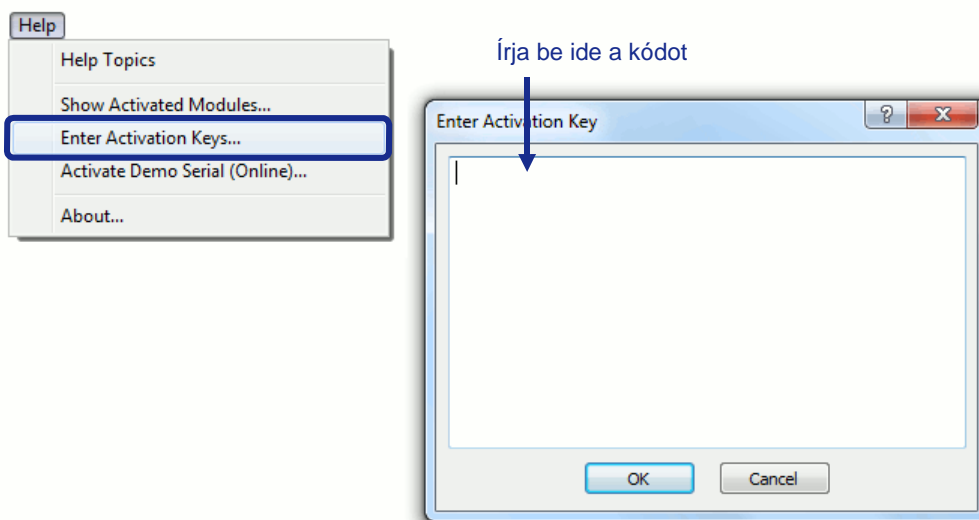 Help
Help Topics
Show Activated Modules...
Enter Activation Keys...
Activate Demo Serial (Online)...
About...
Írja be ide a kódot
Enter Activation Key
?
OK
Cancel